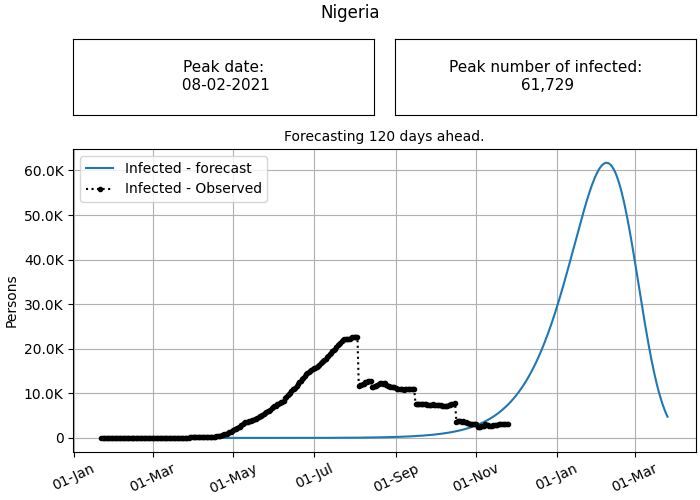 Nigeria
Peak date:
08-02-2021
Peak number of infected:
61,729
Forecasting 120 days ahead.
Infected - forecast
Infected - Observed
Persons
60.0K
50.0K
40.0K
30.0K
20.0K
10.0K
0
01-Jan
01-Mar
01-May
01-Jul
01-Sep
01-Nov
01-Jan
01-Mar